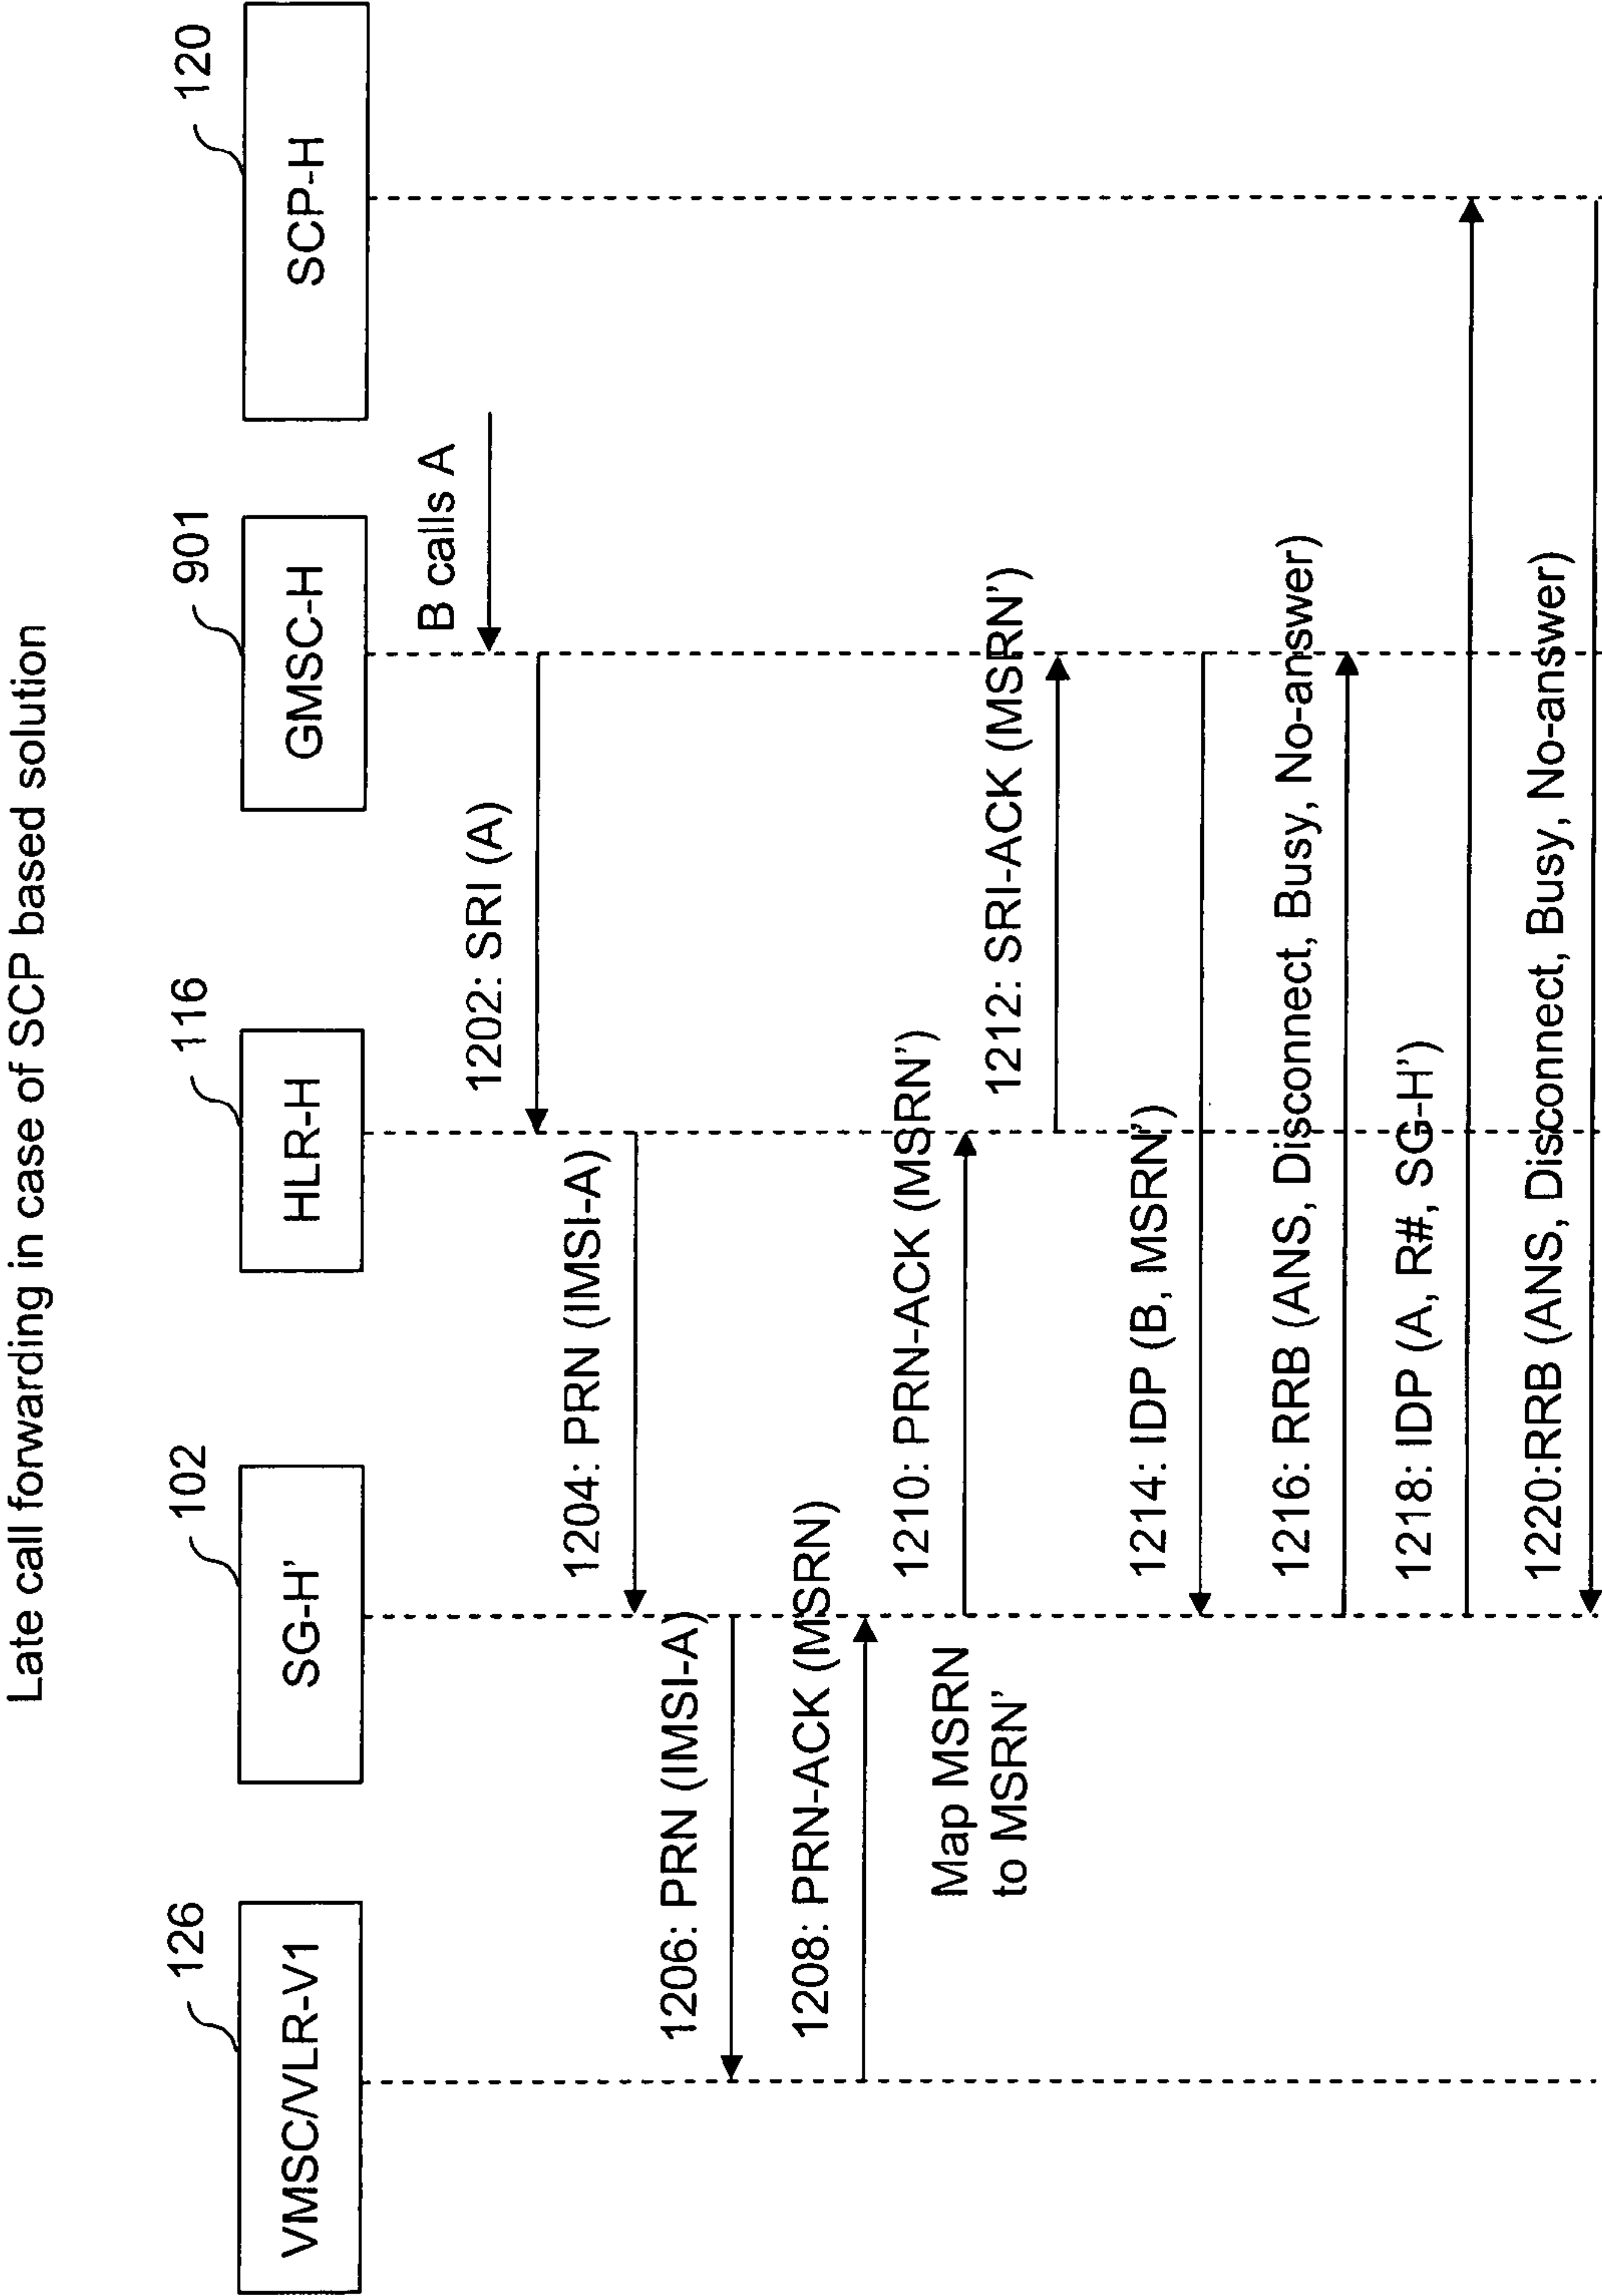 Late call forwarding in case of SCP based solution
126
102
116
901
120
VMSC/VLR-V1
SG-H'
HLR-H
GMSC-H
SCP-H
B calls A
1202: SRI (A)
1204: PRN (IMSI-A)
1206: PRN (IMSI-A)
1208: PRN-ACK (MSRN)
Map MSRN
to MSRN'
1210: PRN-ACK (MSRN')
1212: SRI-ACK (MSRN')
1214: IDP (B, MSRN')
1216: RRB (ANS, Disconnect, Busy, No-answer)
1218: IDP (A, R#, SG-H')
1220:RRB (ANS, Disconnect, Busy, No-answer)